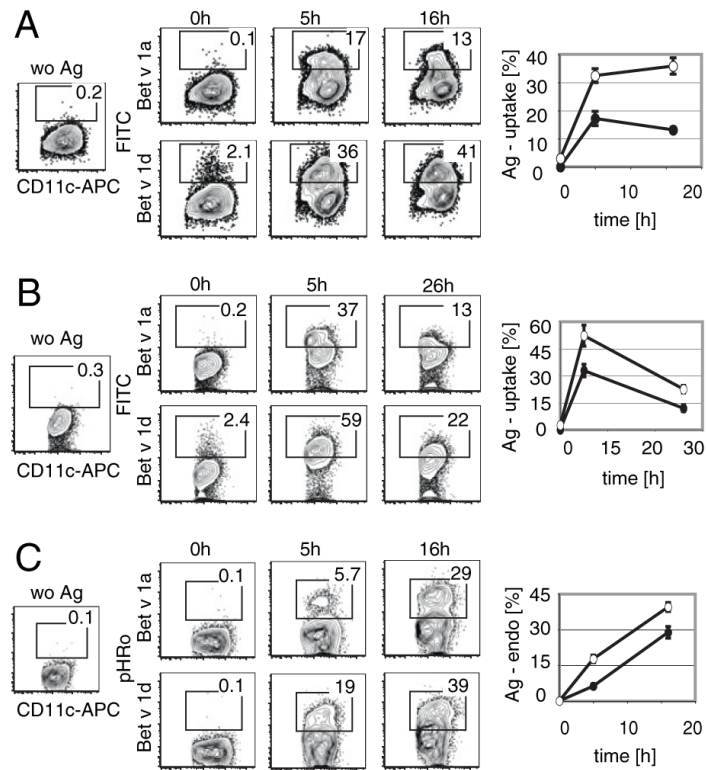 A
0h 5h 16h
wo Ag
0.2
CD11c-APC
FITC
Bet v 1a
0.1 17 13
Bet v 1d
2.1 36 41
Ag - uptake [%]
40
30
20
10
0
0 10 20
time [h]
B
0h 5h 26h
wo Ag
0.3
CD11c-APC
FITC
Bet v 1a
0.2 37 13
Bet v 1d
2.4 59 22
Ag - uptake [%]
60
45
30
15
0
0 15 20 30
time [h]
C
0h 5h 16h
wo Ag
0.1
CD11c-APC
pHRo
Bet v 1a
0.1 5.7 29
Bet v 1d
0.1 19 39
Ag - endo [%]
45
30
15
0
0 10 20
time [h]